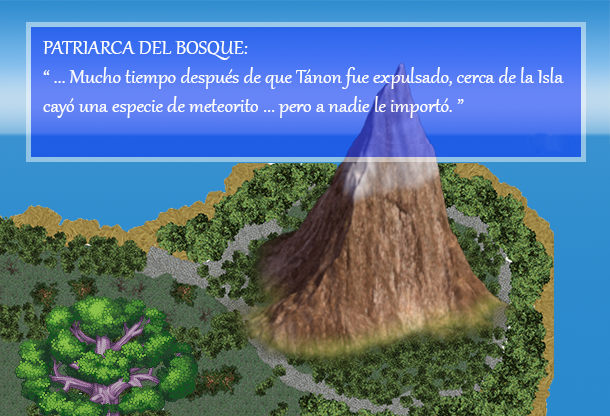 PATRIARCA DEL BOSQUE:
“ ... Mucho tiempo después de que Tánon fue expulsado, cerca de la Isla
cayó una especie de meteorito ... pero a nadie le importó. ”